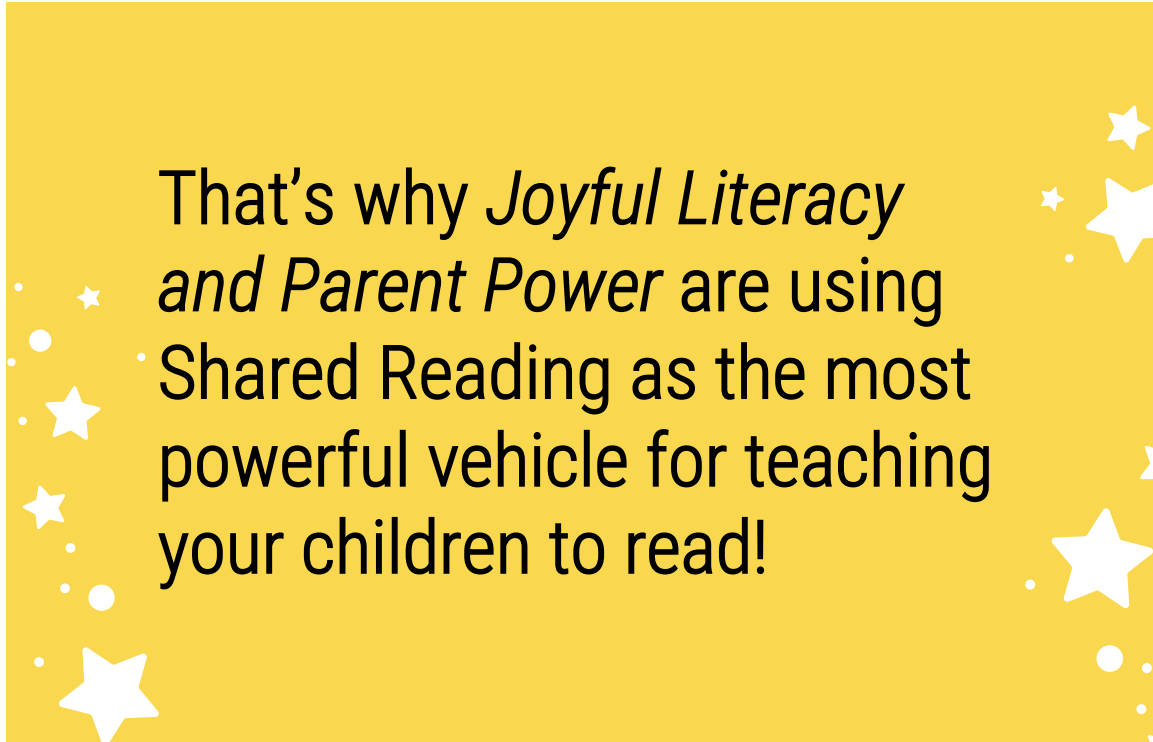 That’s why Joyful Literacy
and Parent Power are using
Shared Reading as the most
powerful vehicle for teaching
your children to read!